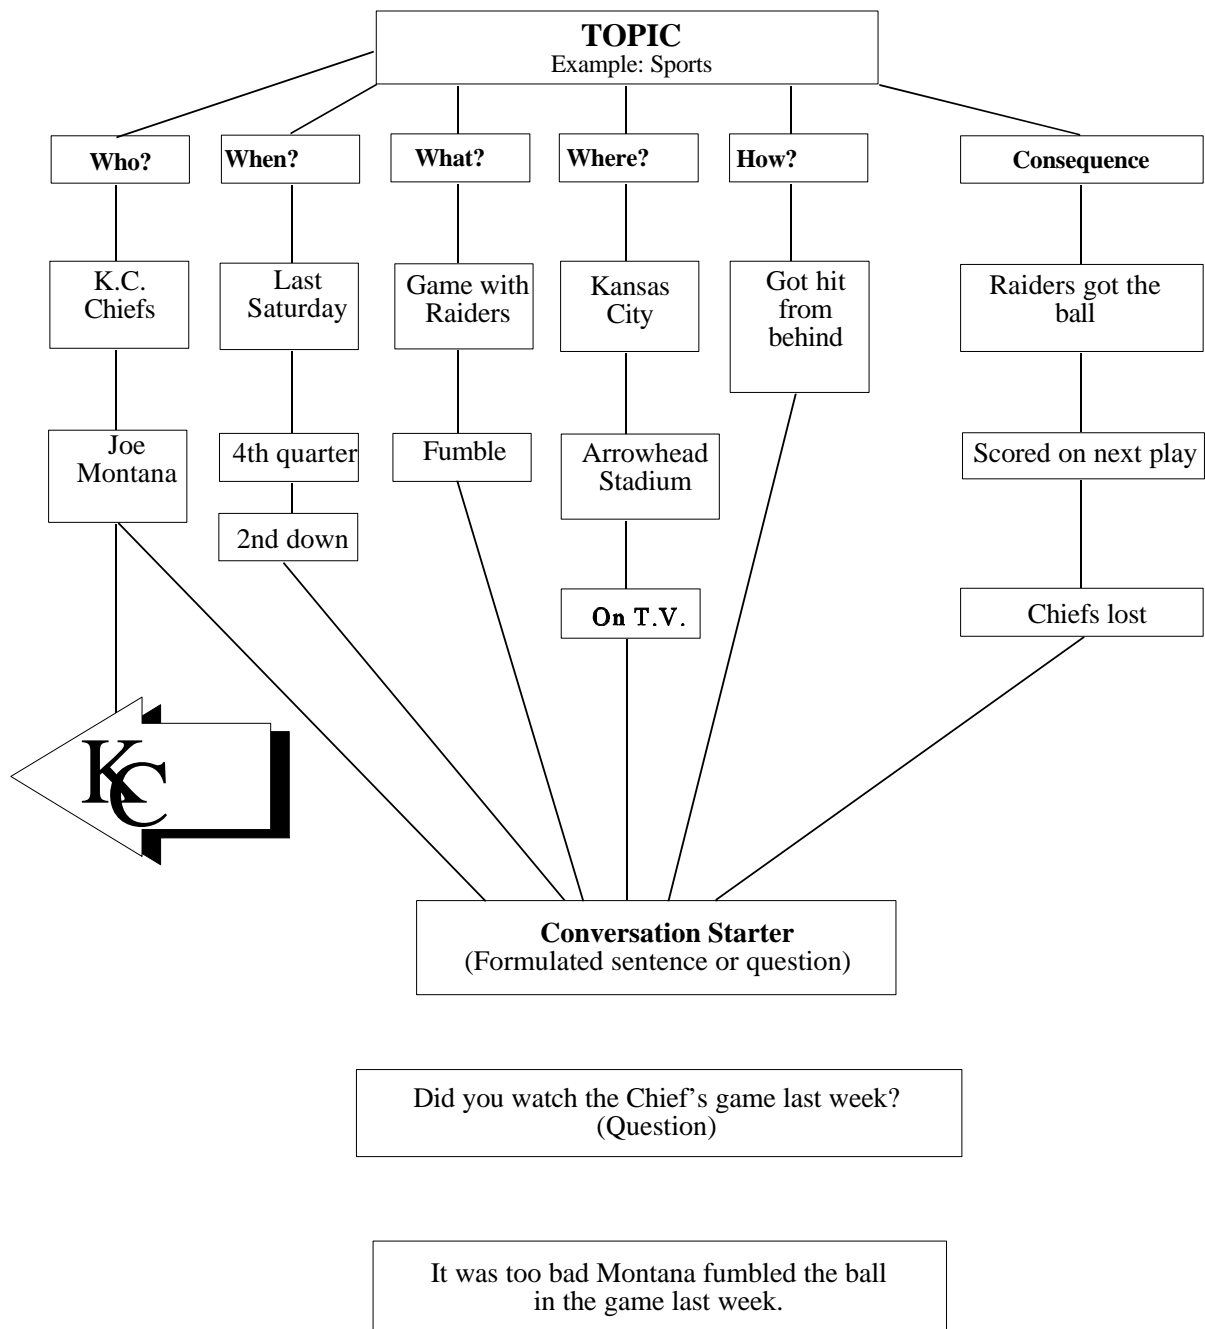 TOPIC
Example: Sports
Who?
When?
What?
Where?
How?
Consequence
K.C.
Chiefs
Last
Saturday
Game with
Raiders
Kansas
City
Got hit
from
behind
Raiders got the
ball
Joe
Montana
4th quarter
Fumble
Arrowhead
Stadium
Scored on next play
2nd down
On T.V.
Chiefs lost
KC
Conversation Starter
(Formulated sentence or question)
Did you watch the Chief’s game last week?
(Question)
It was too bad Montana fumbled the ball
in the game last week.